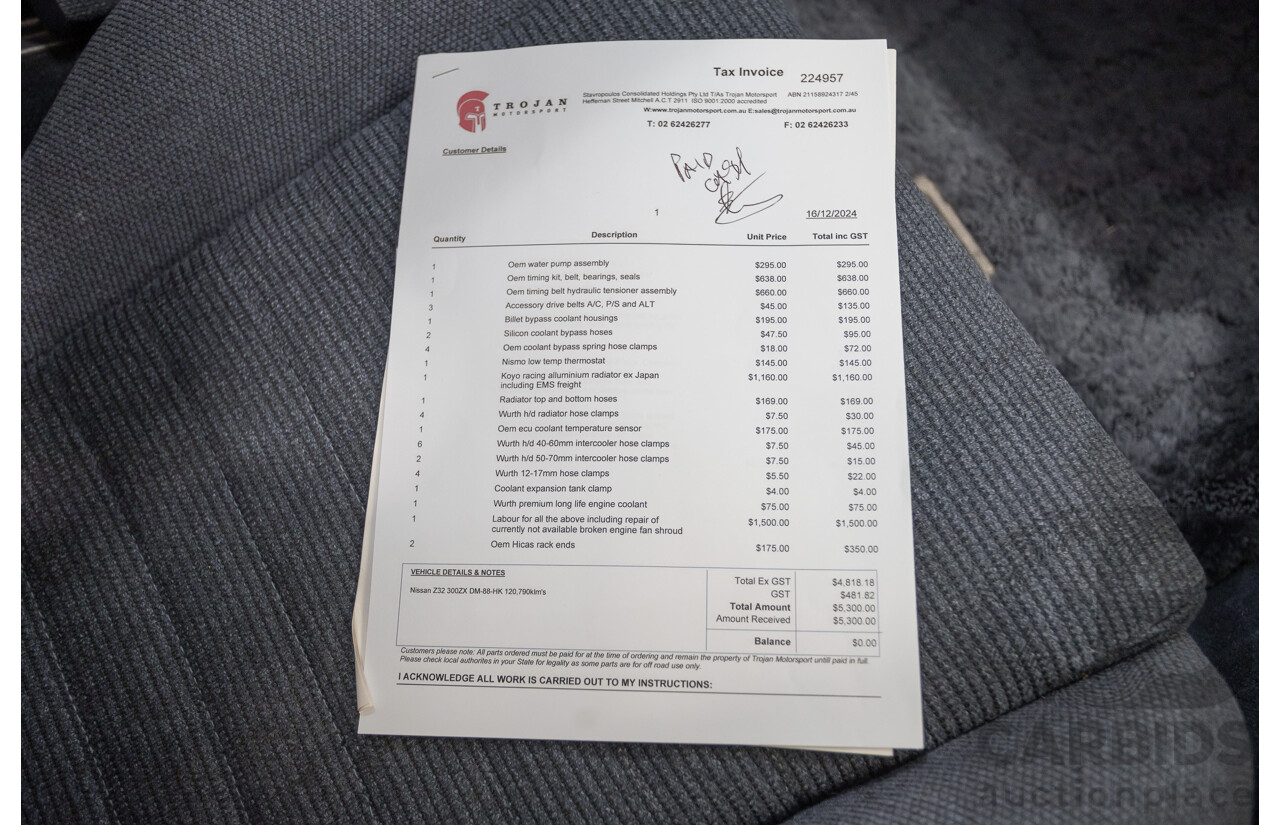 Tax Invoice 224957
TROJAN
MOTORSPORT
Stavropoulos Consolidated Holdings Pty Ltd T/As Trojan Motorsport ABN 21158924317 2/45
Heffernan Street Mitchell A.C.T 2911 ISO 9001:2000 accredited
W:www.trojanmotorsport.com.au E:sales@trojanmotorsport.com.au
T: 02 62426277 F: 02 62426233
Customer Details
PAID
cash
1 16/12/2024
Quantity Description Unit Price Total inc GST
1 Oem water pump assembly $295.00 $295.00
1 Oem timing kit, belt, bearings, seals $638.00 $638.00
1 Oem timing belt hydraulic tensioner assembly $660.00 $660.00
3 Accessory drive belts A/C, P/S and ALT $45.00 $135.00
1 Billet bypass coolant housings $195.00 $195.00
2 Silicon coolant bypass hoses $47.50 $95.00
4 Oem coolant bypass spring hose clamps $18.00 $72.00
1 Nismo low temp thermostat $145.00 $145.00
1 Koyo racing alluminium radiator ex Japan $1,160.00 $1,160.00
including EMS freight
1 Radiator top and bottom hoses $169.00 $169.00
4 Wurth h/d radiator hose clamps $7.50 $30.00
1 Oem ecu coolant temperature sensor $175.00 $175.00
6 Wurth h/d 40-60mm intercooler hose clamps $7.50 $45.00
2 Wurth h/d 50-70mm intercooler hose clamps $7.50 $15.00
4 Wurth 12-17mm hose clamps $5.50 $22.00
1 Coolant expansion tank clamp $4.00 $4.00
1 Wurth premium long life engine coolant $75.00 $75.00
1 Labour for all the above including repair of $1,500.00 $1,500.00
currently not available broken engine fan shroud
2 Oem Hicas rack ends $175.00 $350.00
VEHICLE DETAILS & NOTES
Nissan Z32 300ZX DM-88-HK 120,790klm's
Total Ex GST $4,818.18
GST $481.82
Total Amount $5,300.00
Amount Received $5,300.00
Balance $0.00
Customers please note: All parts ordered must be paid for at the time of ordering and remain the property of Trojan Motorsport untill paid in full.
Please check local authorites in your State for legality as some parts are for off road use only.
I ACKNOWLEDGE ALL WORK IS CARRIED OUT TO MY INSTRUCTIONS:
CARBIDS
auctionplace